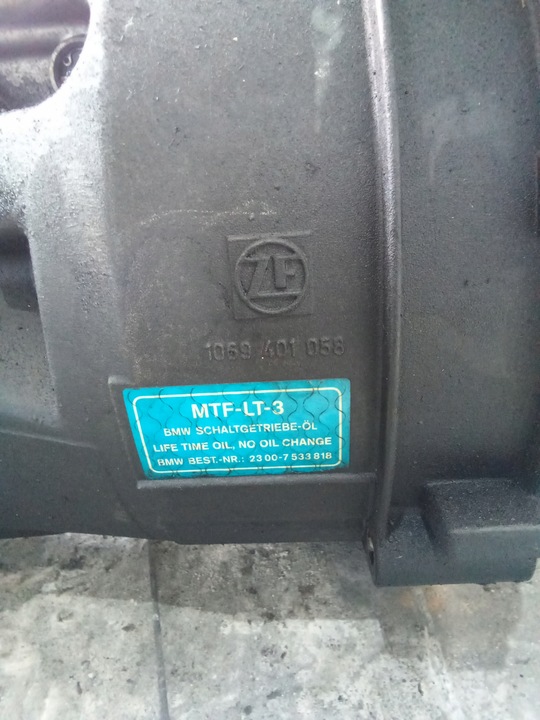 ZF
1069 401 058
MTF-LT-3
BMW SCHALTGETRIEBE-ÖL
LIFE TIME OIL, NO OIL CHANGE
BMW BEST.-NR.: 23 00-7 533 818